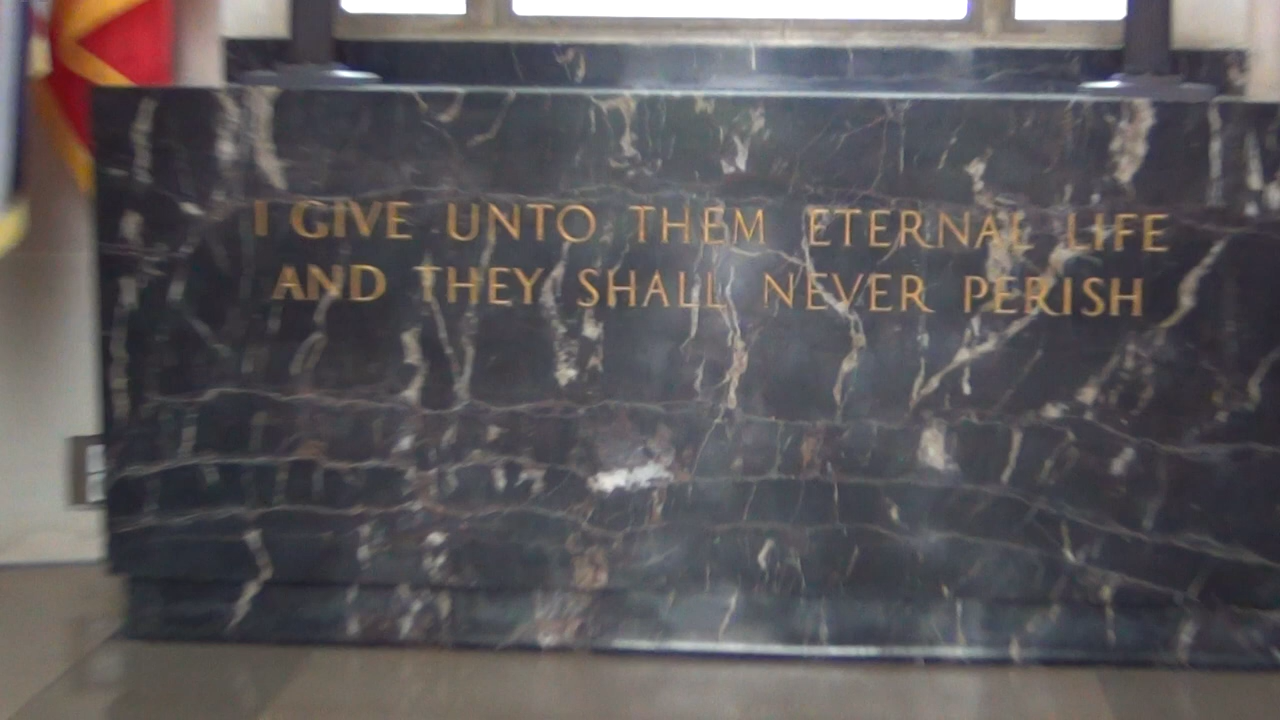 I GIVE UNTO THEM ETERNAL LIFE
AND THEY SHALL NEVER PERISH